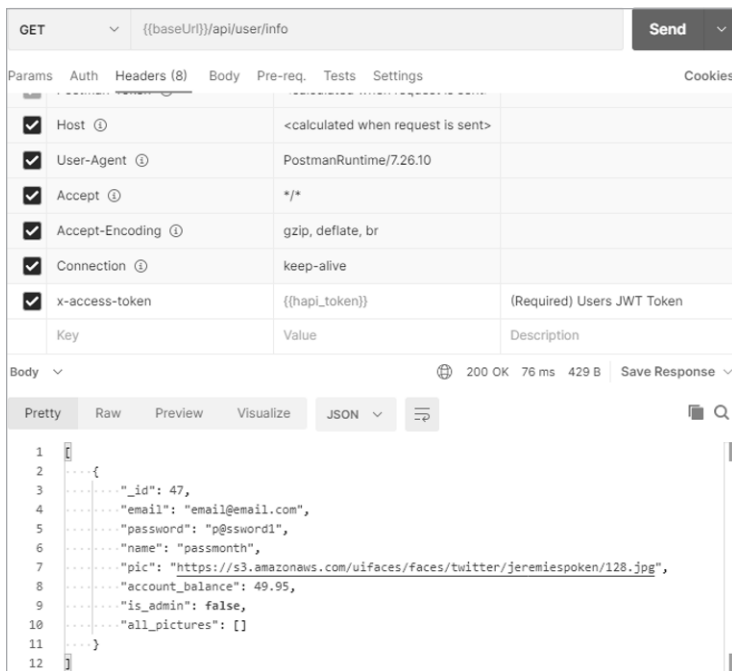 GET {{baseUrl}}/api/user/info Send
Params Auth Headers (8) Body Pre-req. Tests Settings Cookies
Host <calculated when request is sent>
User-Agent PostmanRuntime/7.26.10
Accept */*
Accept-Encoding gzip, deflate, br
Connection keep-alive
x-access-token {{hapi_token}} (Required) Users JWT Token
Key Value Description
Body 200 OK 76 ms 429 B Save Response
Pretty Raw Preview Visualize JSON
1 [
2 {
3 "_id": 47,
4 "email": "email@email.com",
5 "password": "p@ssword1",
6 "name": "passmonth",
7 "pic": "https://s3.amazonaws.com/uifaces/faces/twitter/jeremiespoken/128.jpg",
8 "account_balance": 49.95,
9 "is_admin": false,
10 "all_pictures": []
11 }
12 ]